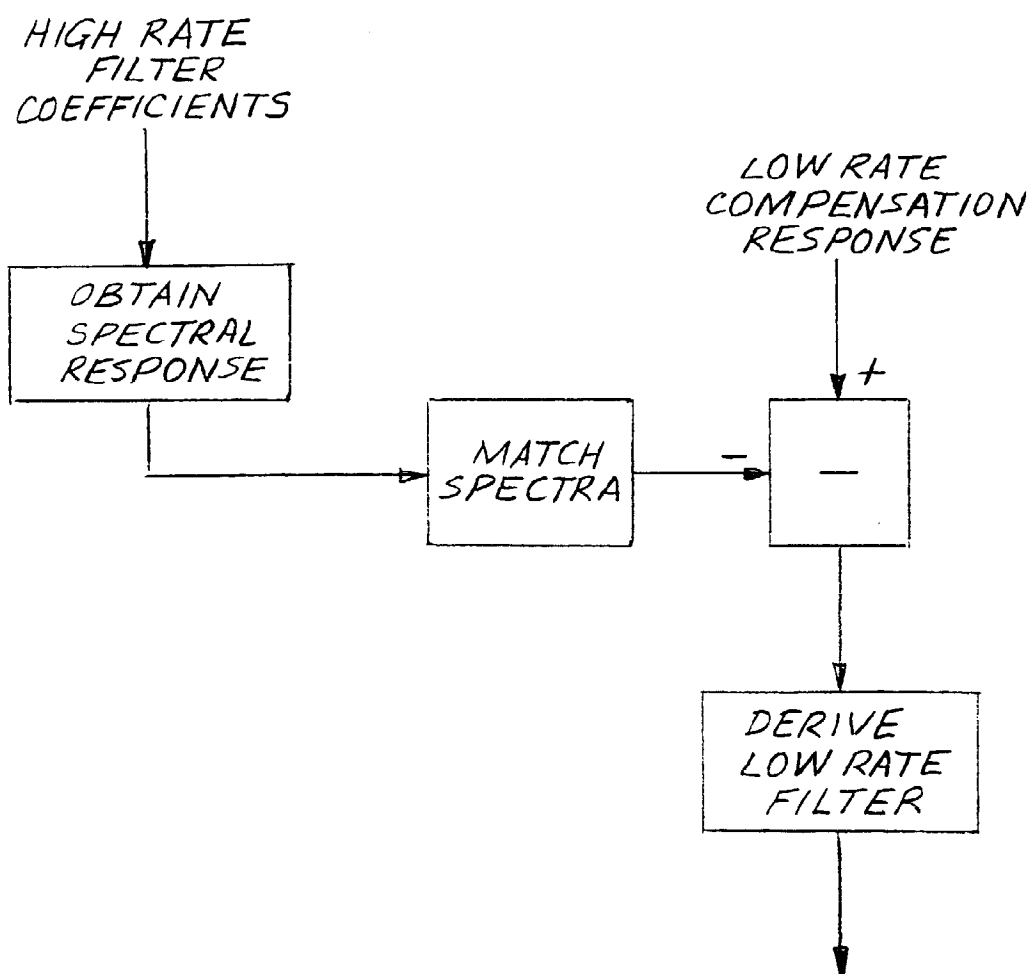 HIGH RATE
FILTER
COEFFICIENTS
LOW RATE
COMPENSATION
RESPONSE
OBTAIN
SPECTRAL
RESPONSE
+
MATCH
SPECTRA
−
−
DERIVE
LOW RATE
FILTER